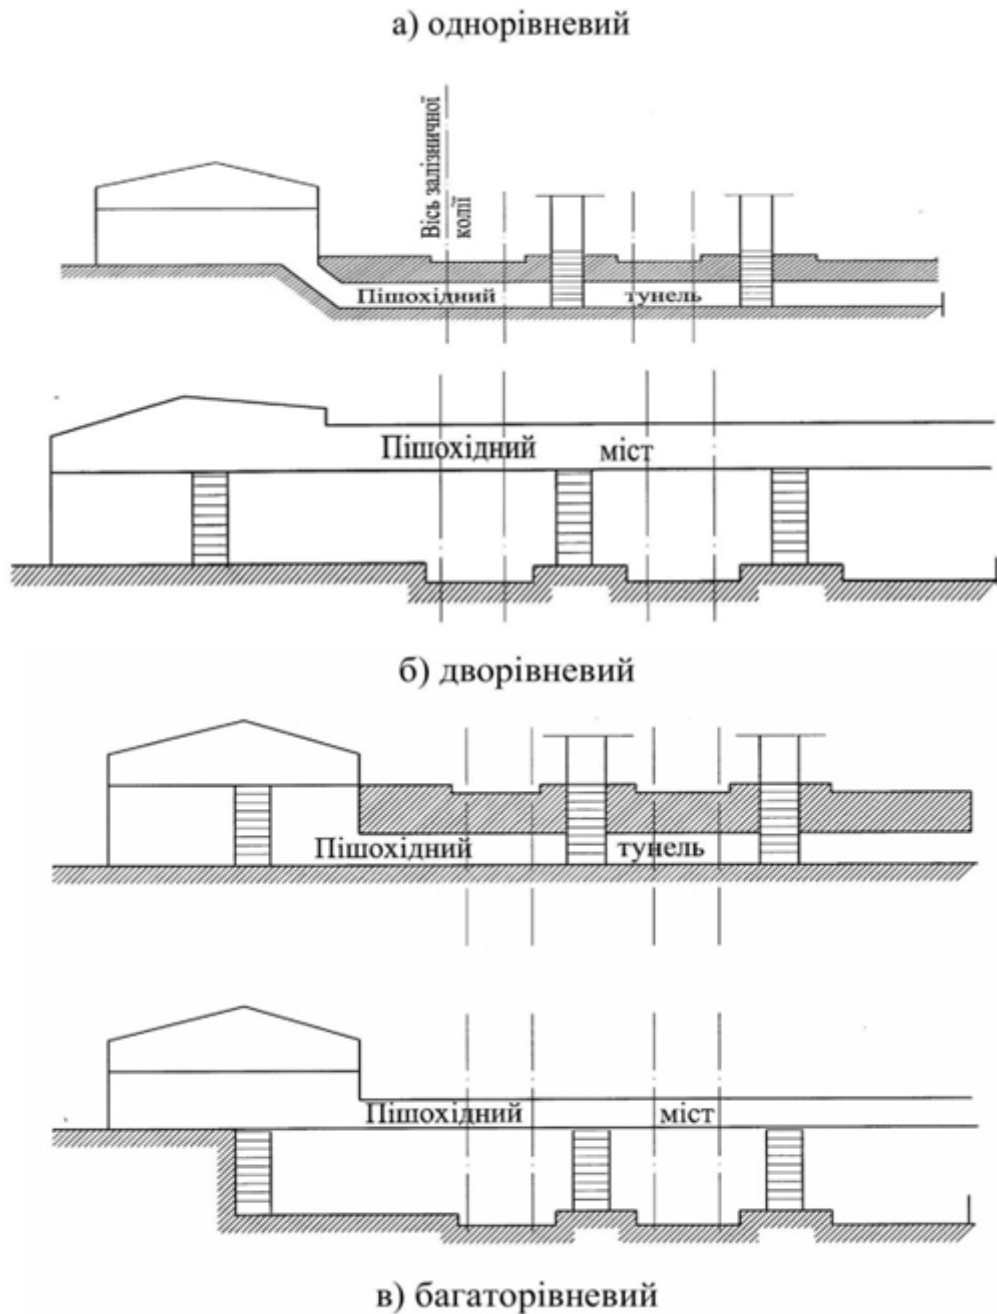 а) однорівневий
Вісь залізничної
колії
Пішохідний тунель
Пішохідний міст
б) дворівневий
Пішохідний тунель
Пішохідний міст
в) багаторівневий